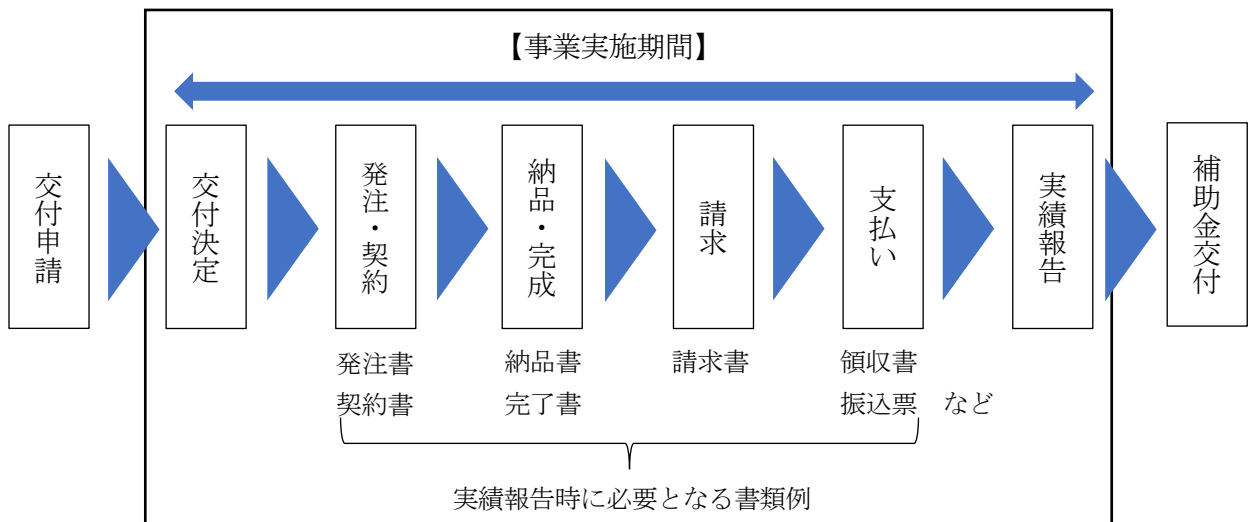 【事業実施期間】
交付申請
交付決定
発注・契約
納品・完成
請求
支払い
実績報告
補助金交付
発注書
契約書
納品書
完了書
請求書
領収書
振込票 など
実績報告時に必要となる書類例